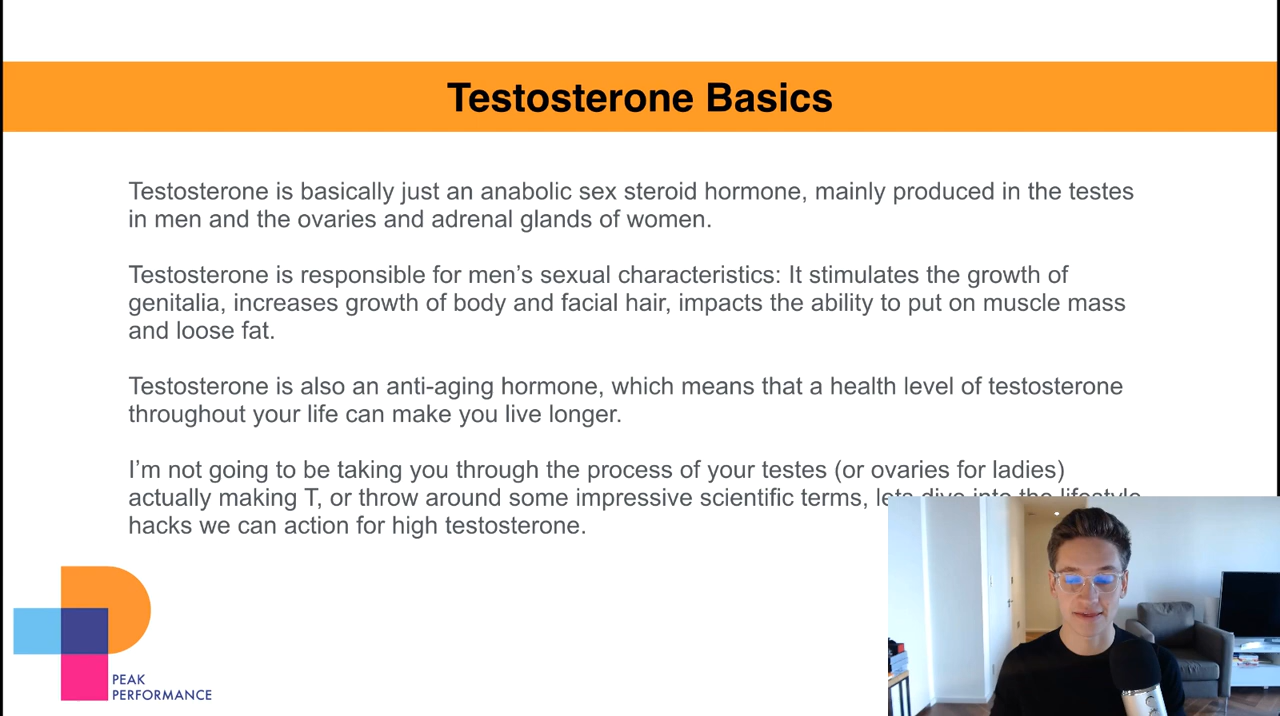 Testosterone Basics
Testosterone is basically just an anabolic sex steroid hormone, mainly produced in the testes
in men and the ovaries and adrenal glands of women.
Testosterone is responsible for men’s sexual characteristics: It stimulates the growth of
genitalia, increases growth of body and facial hair, impacts the ability to put on muscle mass
and loose fat.
Testosterone is also an anti-aging hormone, which means that a health level of testosterone
throughout your life can make you live longer.
I’m not going to be taking you through the process of your testes (or ovaries for ladies)
actually making T, or throw around some impressive scientific terms, lets dive into the lifestyle
hacks we can action for high testosterone.
PEAK
PERFORMANCE